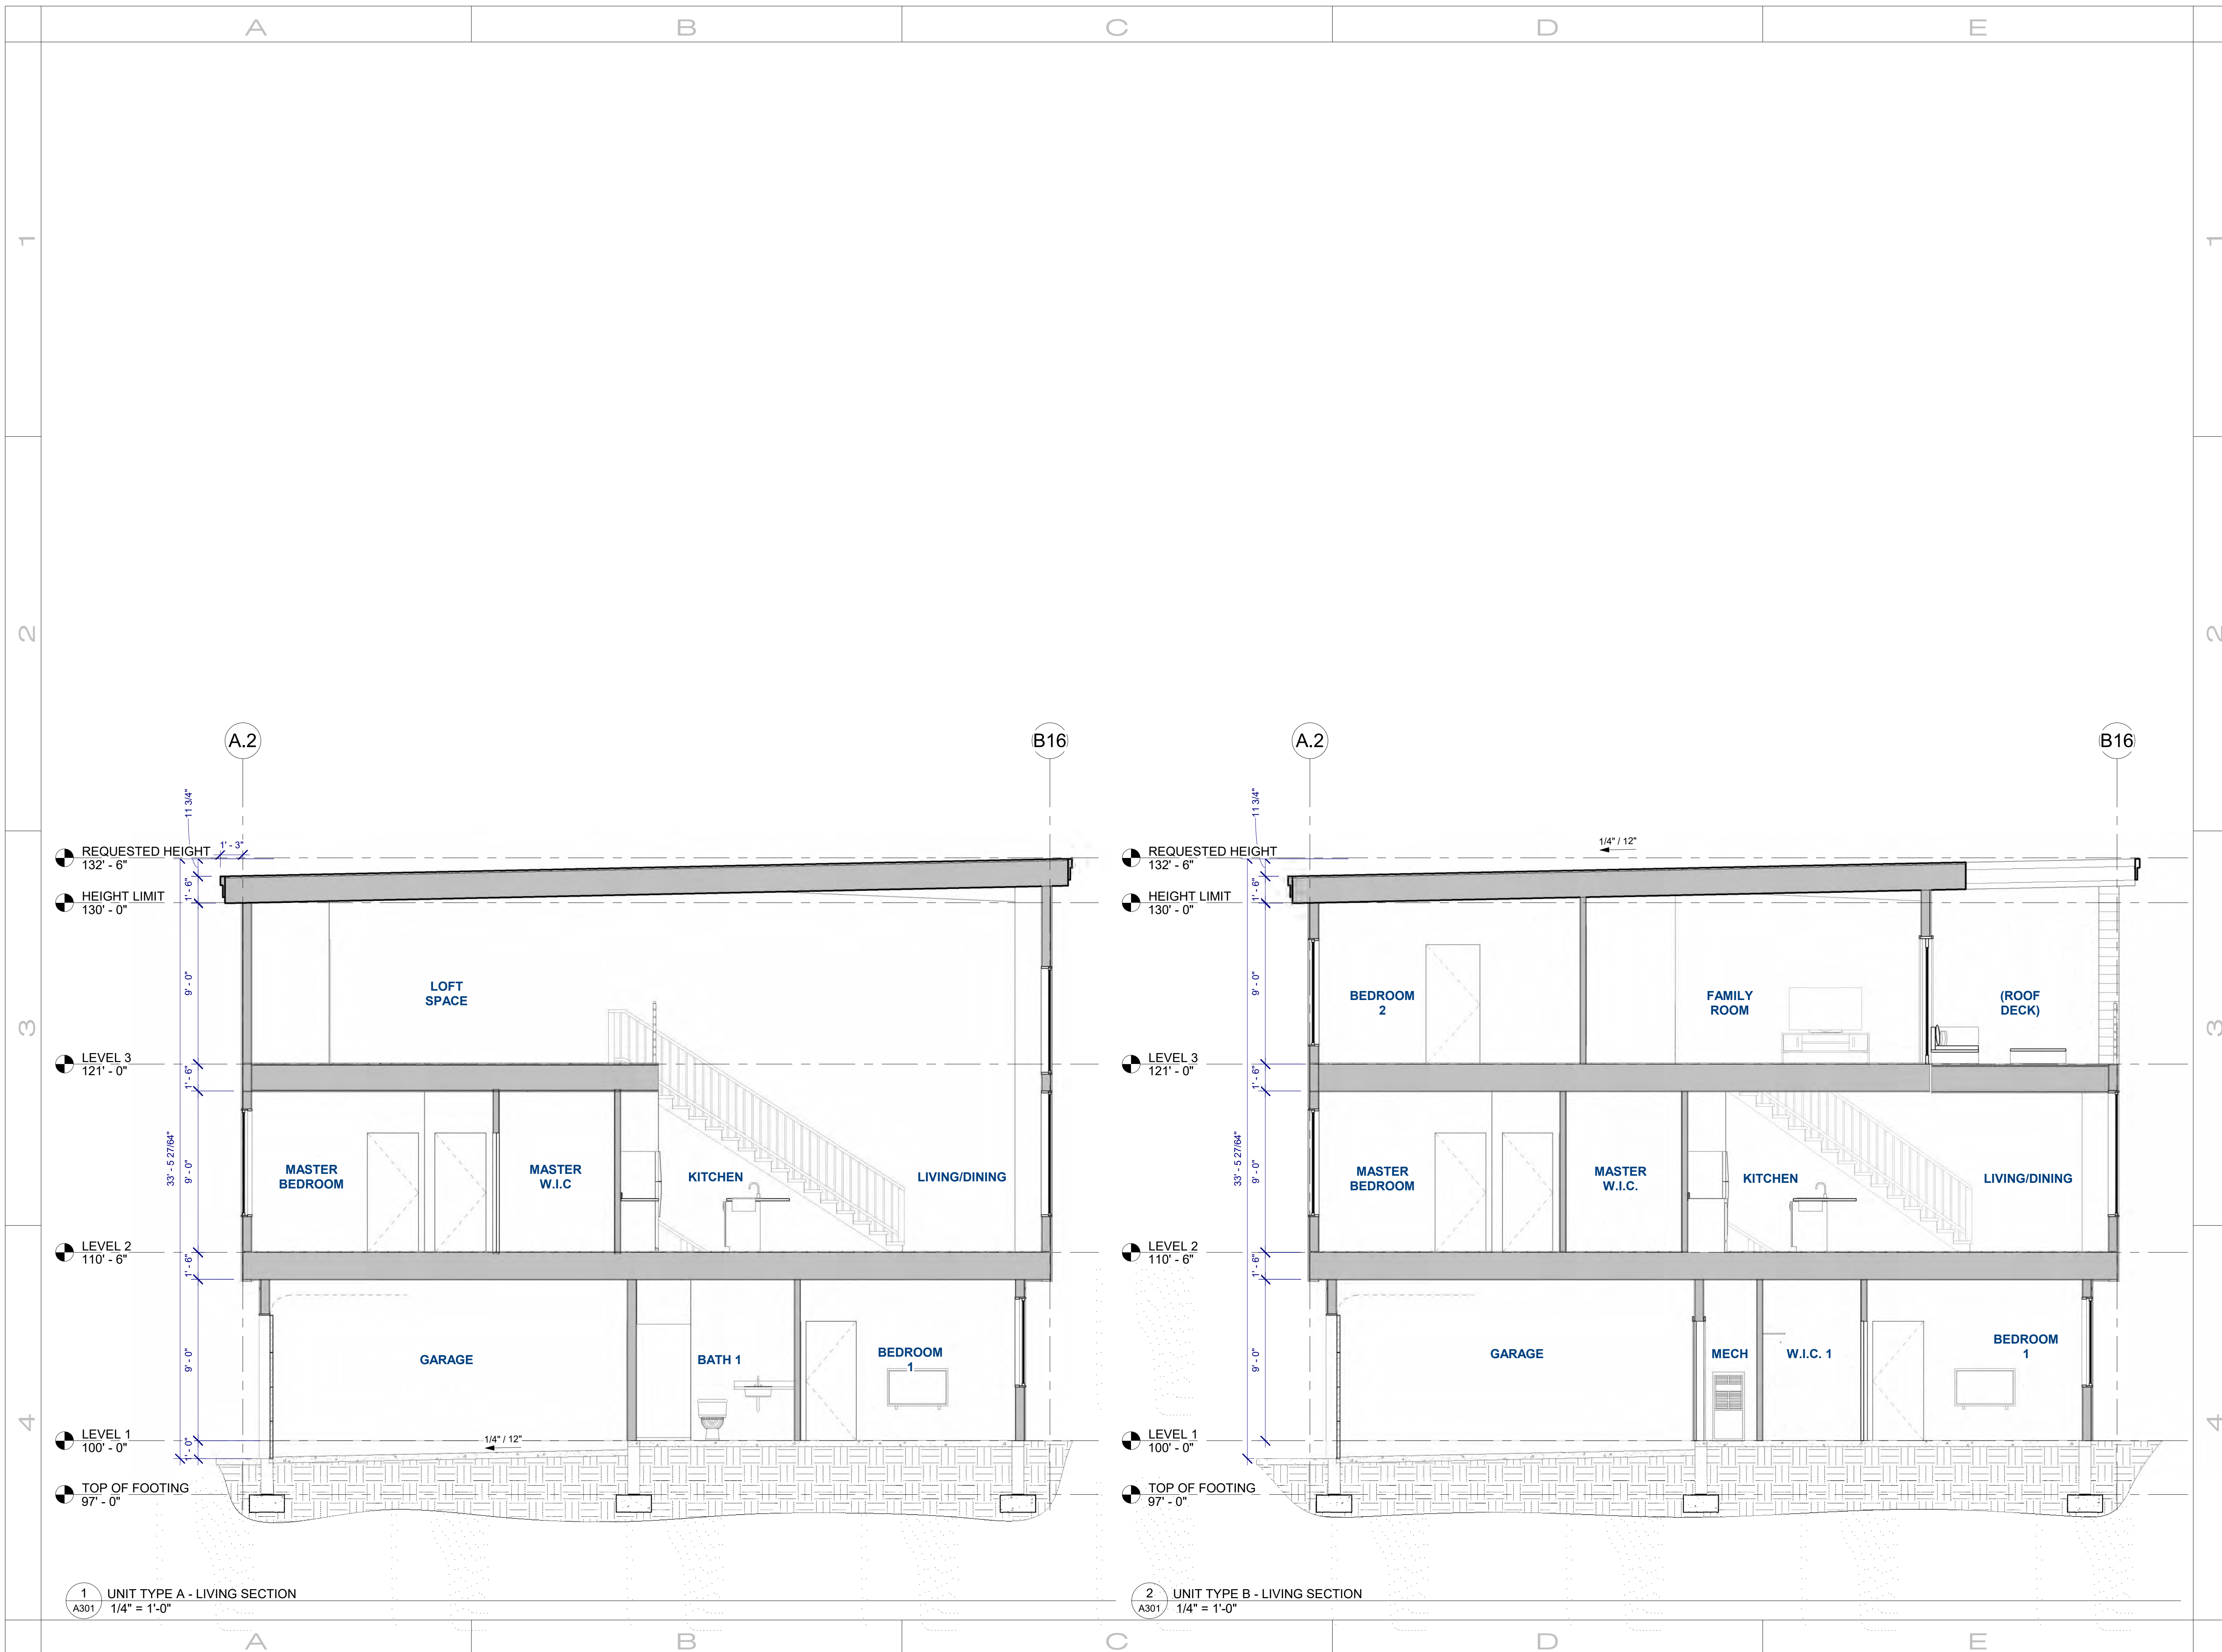 A B C D E
1 1
2 2
3 3
4 4
A.2
B16
11 3/4"
1' - 3"
REQUESTED HEIGHT
132' - 6"
1' - 6"
HEIGHT LIMIT
130' - 0"
9' - 0"
LOFT
SPACE
LEVEL 3
121' - 0"
1' - 6"
33' - 5 27/64"
9' - 0"
MASTER
BEDROOM
MASTER
W.I.C
KITCHEN
LIVING/DINING
LEVEL 2
110' - 6"
1' - 6"
9' - 0"
GARAGE
BATH 1
BEDROOM
1
LEVEL 1
100' - 0"
1' - 0"
1/4" / 12"
TOP OF FOOTING
97' - 0"
1
A301
UNIT TYPE A - LIVING SECTION
1/4" = 1'-0"
A.2
B16
11 3/4"
1/4" / 12"
REQUESTED HEIGHT
132' - 6"
1' - 6"
HEIGHT LIMIT
130' - 0"
9' - 0"
BEDROOM
2
FAMILY
ROOM
(ROOF
DECK)
LEVEL 3
121' - 0"
1' - 6"
33' - 5 27/64"
9' - 0"
MASTER
BEDROOM
MASTER
W.I.C.
KITCHEN
LIVING/DINING
LEVEL 2
110' - 6"
1' - 6"
9' - 0"
GARAGE
MECH
W.I.C. 1
BEDROOM
1
LEVEL 1
100' - 0"
TOP OF FOOTING
97' - 0"
2
A301
UNIT TYPE B - LIVING SECTION
1/4" = 1'-0"
A B C D E